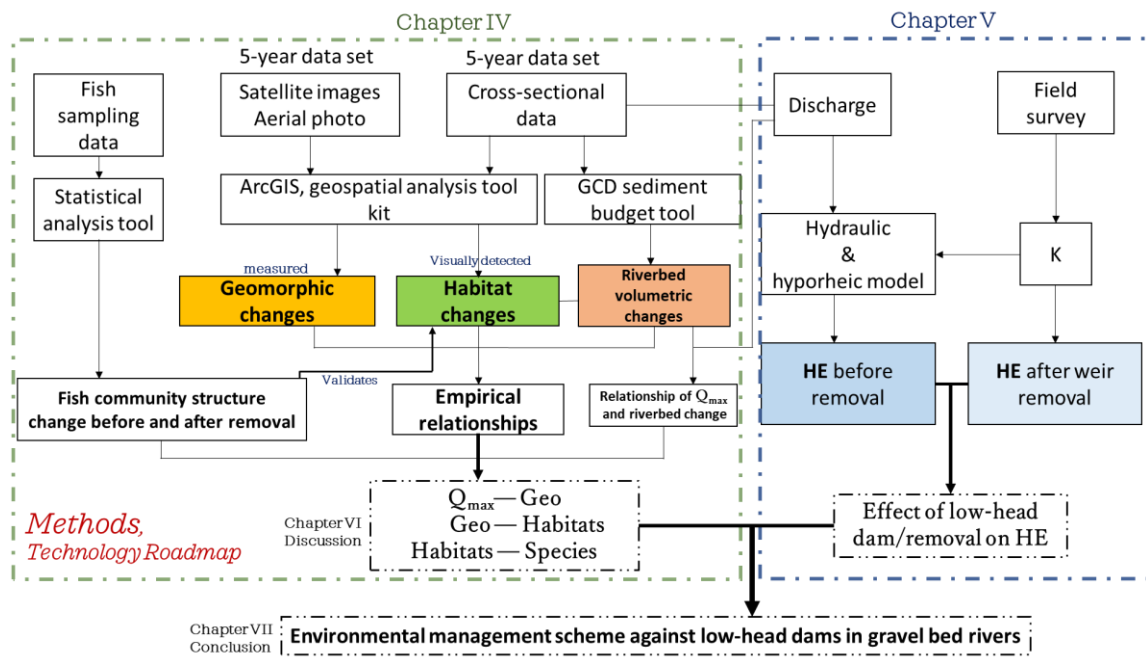 Chapter IV
Chapter V
5-year data set
5-year data set
Fish
sampling
data
Satellite images
Aerial photo
Cross-sectional
data
Discharge
Field
survey
Statistical
analysis tool
ArcGIS, geospatial analysis tool
kit
GCD sediment
budget tool
Hydraulic
&
hyporheic model
K
measured
Visually detected
Geomorphic
changes
Habitat
changes
Riverbed
volumetric
changes
HE before
removal
HE after weir
removal
Validates
Fish community structure
change before and after removal
Empirical
relationships
Relationship of Qmax
and riverbed change
Methods,
Technology Roadmap
Chapter VI
Discussion
Qmax — Geo
Geo — Habitats
Habitats — Species
Effect of low-head
dam/removal on HE
Chapter VII
Conclusion
Environmental management scheme against low-head dams in gravel bed rivers